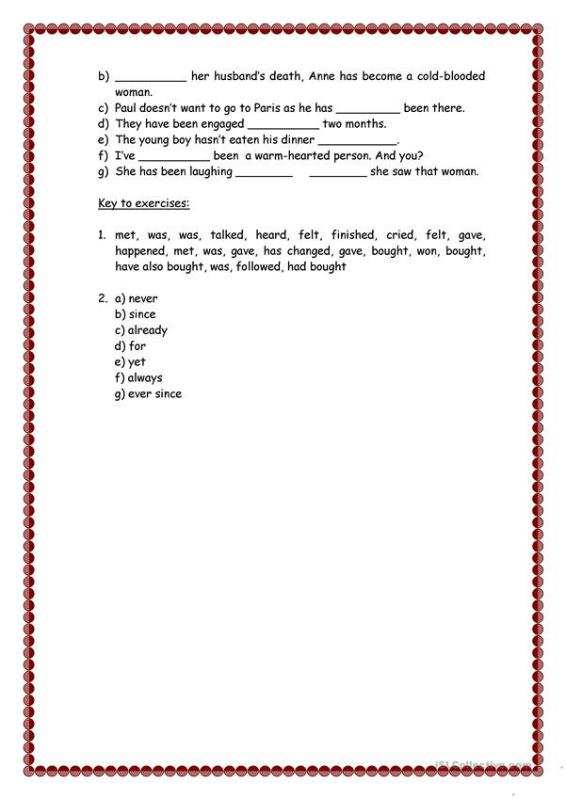 b) ___________ her husband's death, Anne has become a cold-blooded
woman.
c) Paul doesn't want to go to Paris as he has __________ been there.
d) They have been engaged ___________ two months.
e) The young boy hasn't eaten his dinner ____________.
f) I've ___________ been a warm-hearted person. And you?
g) She has been laughing _________ _________ she saw that woman.
Key to exercises:
1. met, was, was, talked, heard, felt, finished, cried, felt, gave,
happened, met, was, gave, has changed, gave, bought, won, bought,
have also bought, was, followed, had bought
2. a) never
b) since
c) already
d) for
e) yet
f) always
g) ever since
iSLCollective.com